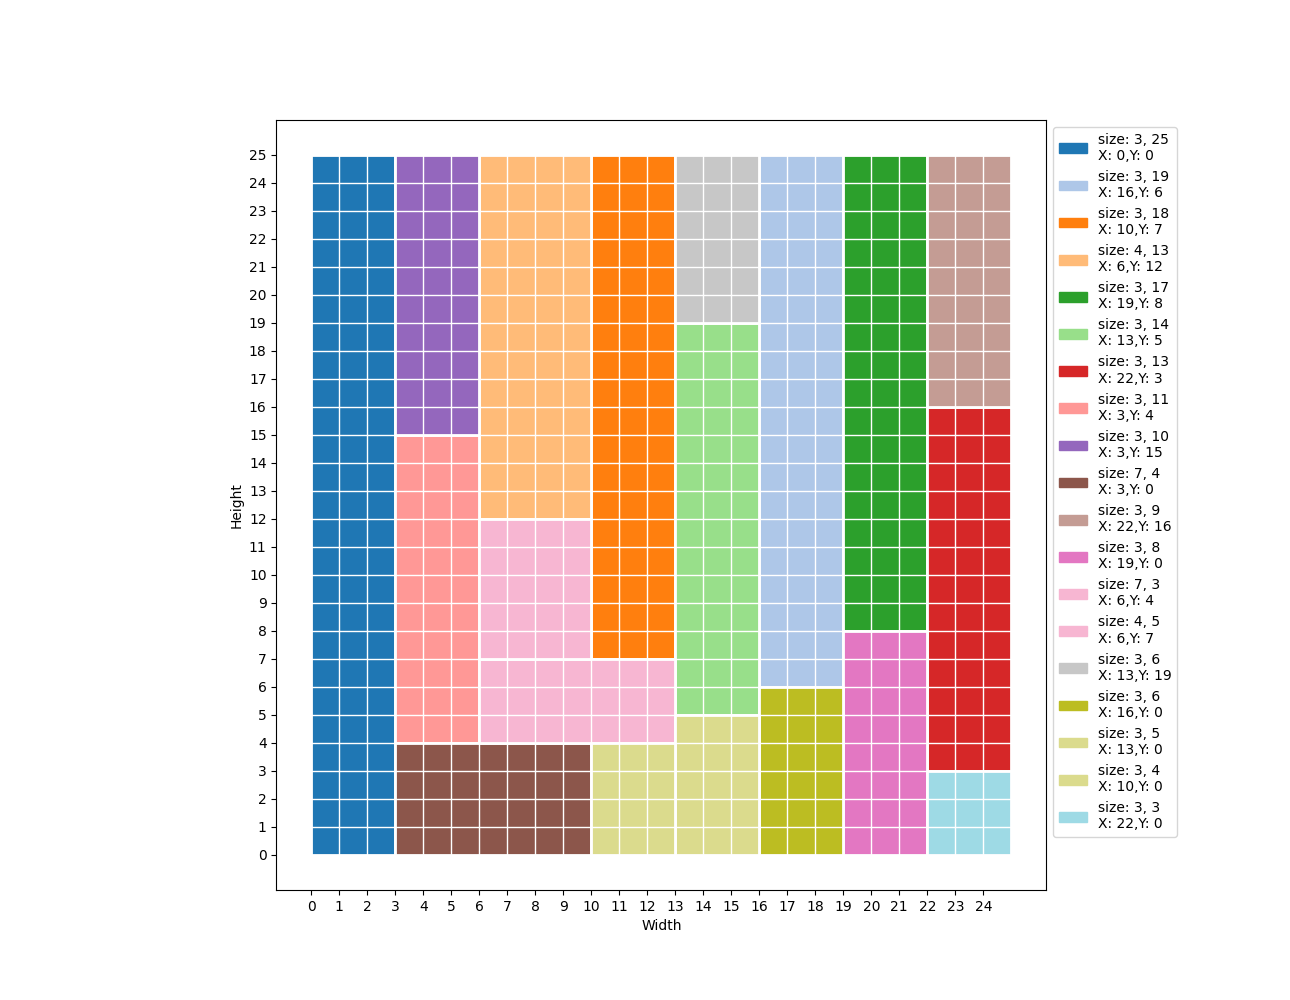 25
24
23
22
21
20
19
18
17
16
15
14
13
12
11
10
9
8
7
6
5
4
3
2
1
0
Height
0 1 2 3 4 5 6 7 8 9 10 11 12 13 14 15 16 17 18 19 20 21 22 23 24
Width
size: 3, 25
X: 0,Y: 0
size: 3, 19
X: 16,Y: 6
size: 3, 18
X: 10,Y: 7
size: 4, 13
X: 6,Y: 12
size: 3, 17
X: 19,Y: 8
size: 3, 14
X: 13,Y: 5
size: 3, 13
X: 22,Y: 3
size: 3, 11
X: 3,Y: 4
size: 3, 10
X: 3,Y: 15
size: 7, 4
X: 3,Y: 0
size: 3, 9
X: 22,Y: 16
size: 3, 8
X: 19,Y: 0
size: 7, 3
X: 6,Y: 4
size: 4, 5
X: 6,Y: 7
size: 3, 6
X: 13,Y: 19
size: 3, 6
X: 16,Y: 0
size: 3, 5
X: 13,Y: 0
size: 3, 4
X: 10,Y: 0
size: 3, 3
X: 22,Y: 0